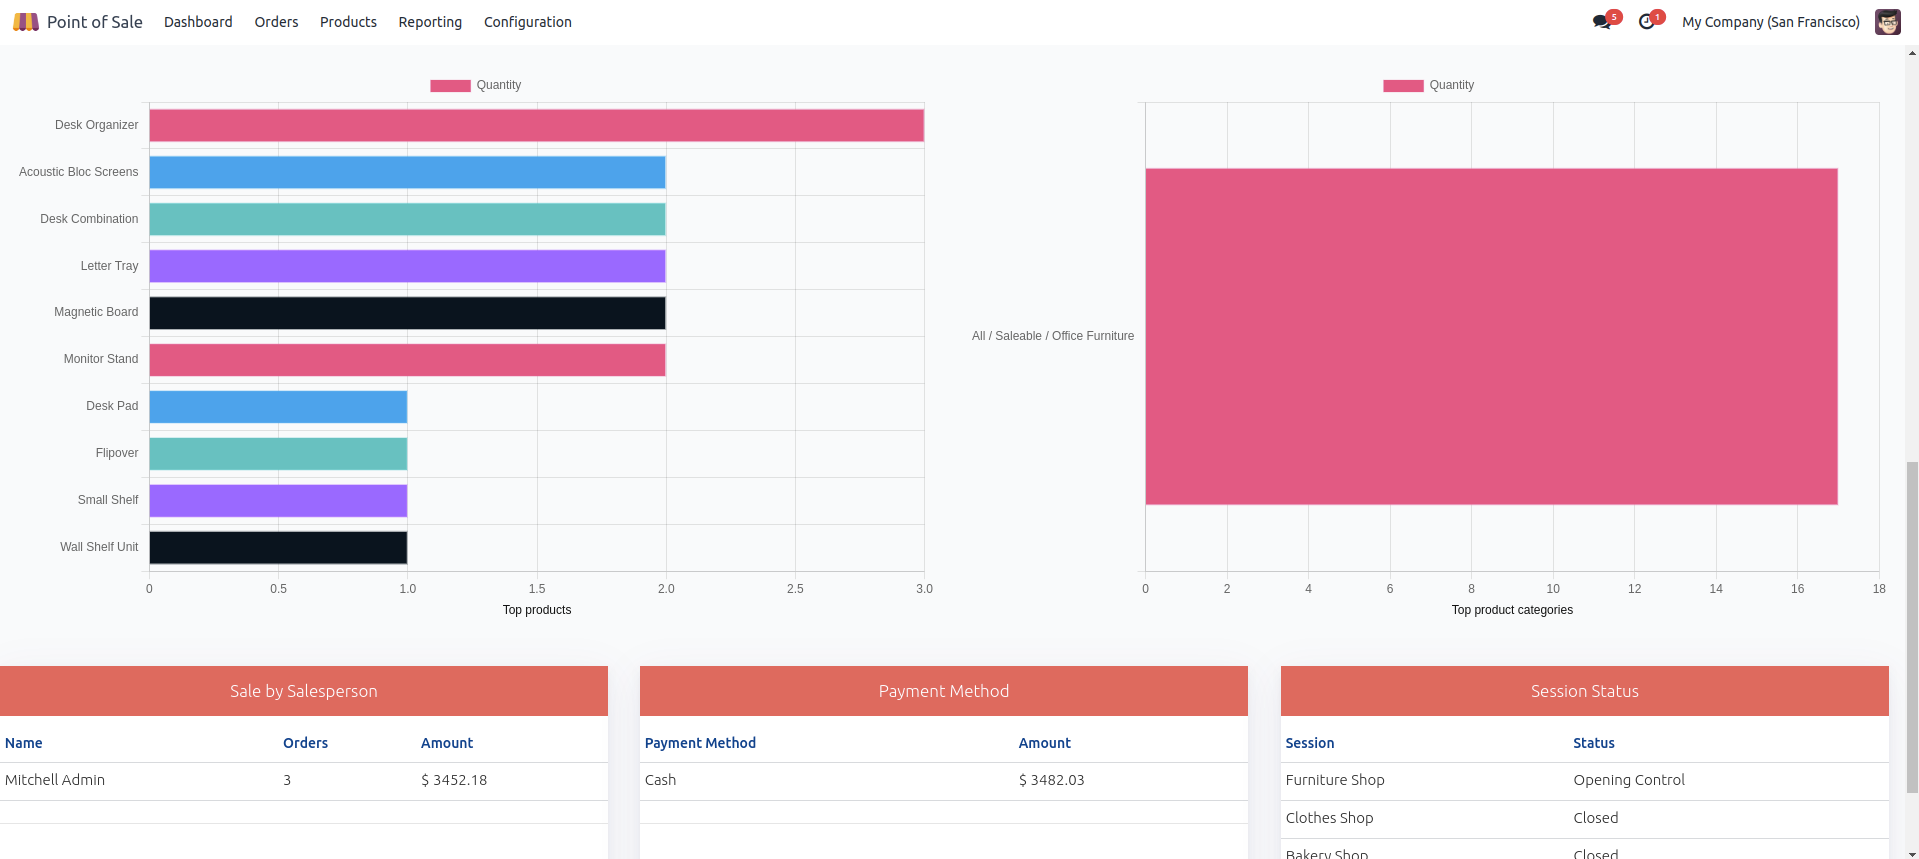 Point of Sale Dashboard Orders Products Reporting Configuration 5 1 My Company (San Francisco)
Quantity
Desk Organizer
Acoustic Bloc Screens
Desk Combination
Letter Tray
Magnetic Board
Monitor Stand
Desk Pad
Flipover
Small Shelf
Wall Shelf Unit
0 0.5 1.0 1.5 2.0 2.5 3.0
Top products
Quantity
All / Saleable / Office Furniture
0 2 4 6 8 10 12 14 16 18
Top product categories
Sale by Salesperson
Name Orders Amount
Mitchell Admin 3 $ 3452.18
Payment Method
Payment Method Amount
Cash $ 3482.03
Session Status
Session Status
Furniture Shop Opening Control
Clothes Shop Closed
Bakery Shop Closed